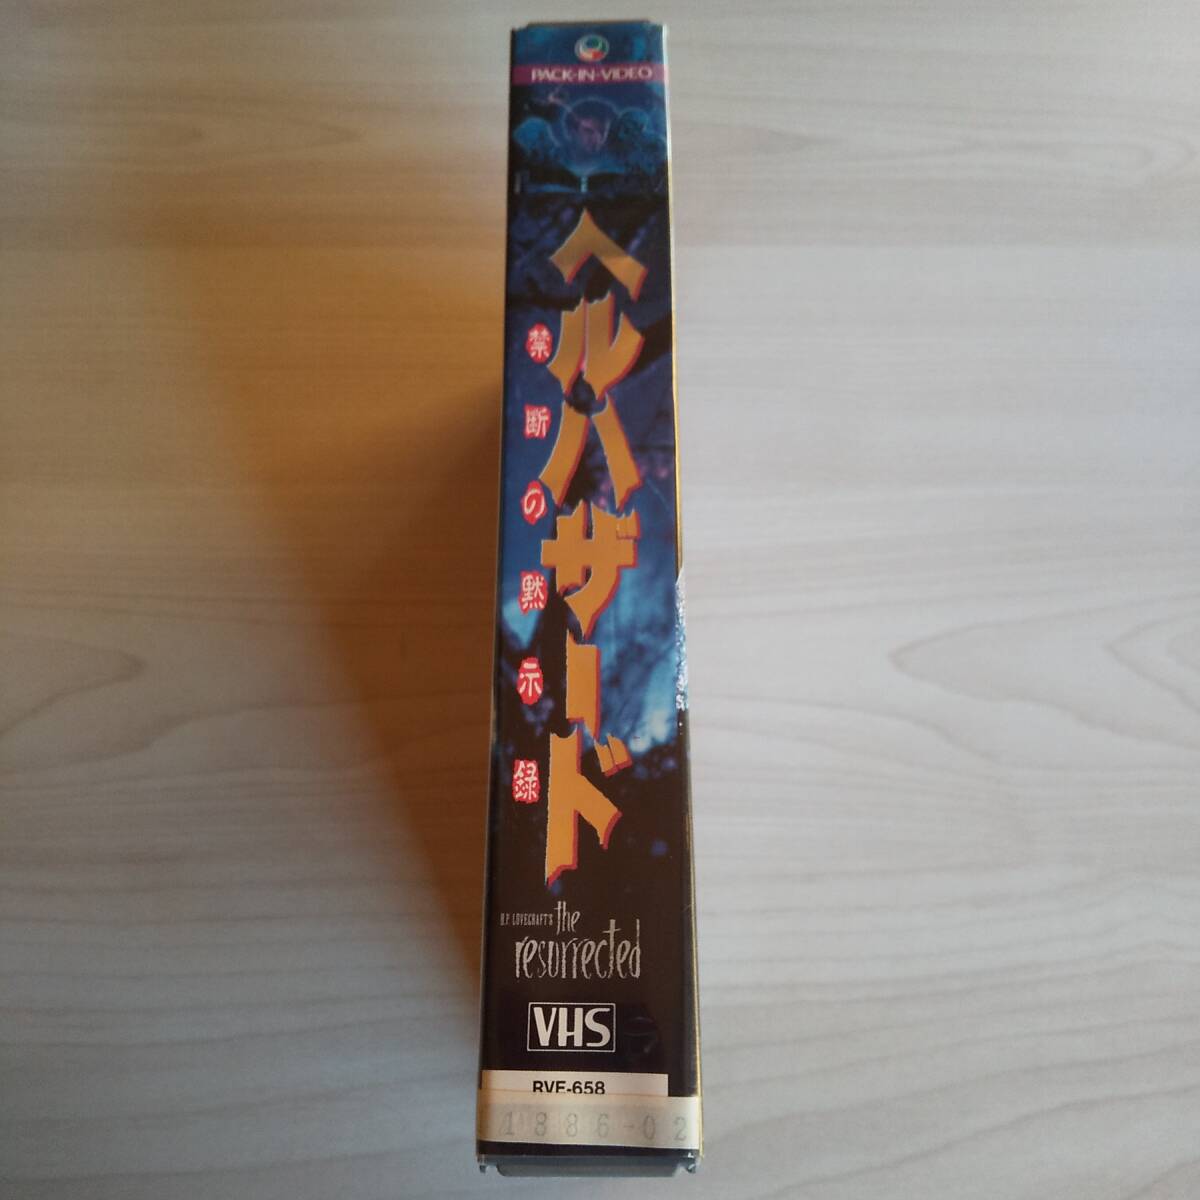 PACK-IN-VIDEO
ヘルハザード
禁断の黙示録
H.P. LOVECRAFT'S
the
resurrected
VHS
RVF-658
1886-02